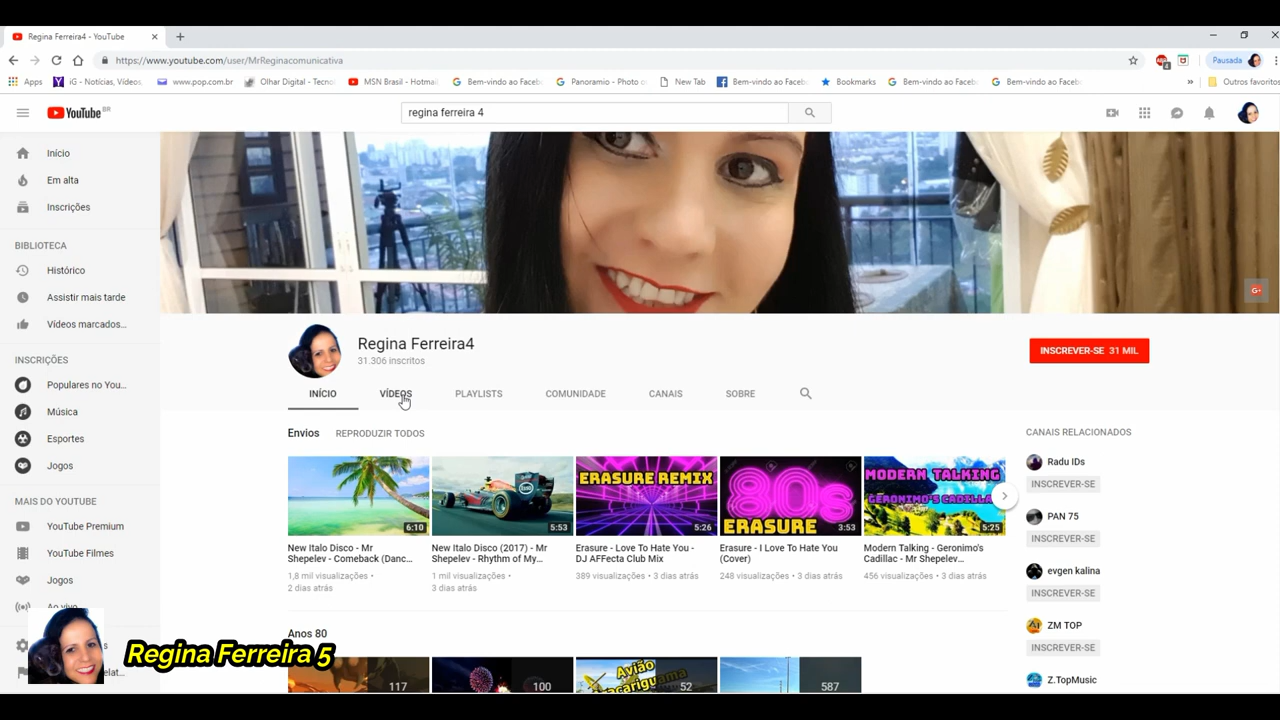 Regina Ferreira4 - YouTube
https://www.youtube.com/user/MrReginacomunicativa
Pausada
Apps
iG - Notícias, Vídeos,
www.pop.com.br
Olhar Digital - Tecno
MSN Brasil - Hotmail
Bem-vindo ao Faceb
Panoramio - Photo o
New Tab
Bem-vindo ao Faceb
Bookmarks
Bem-vindo ao Faceb
Bem-vindo ao Faceb
»
Outros favoritos
YouTube BR
regina ferreira 4
Início
Em alta
Inscrições
BIBLIOTECA
Histórico
Assistir mais tarde
Vídeos marcados...
INSCRIÇÕES
Populares no You...
Música
Esportes
Jogos
MAIS DO YOUTUBE
YouTube Premium
YouTube Filmes
Jogos
Ao vivo
G+
Regina Ferreira4
31.306 inscritos
INSCREVER-SE 31 MIL
INÍCIO
VÍDEOS
PLAYLISTS
COMUNIDADE
CANAIS
SOBRE
Envios REPRODUZIR TODOS
6:10
New Italo Disco - Mr
Shepelev - Comeback (Danc...
1,8 mil visualizações •
2 dias atrás
5:53
New Italo Disco (2017) - Mr
Shepelev - Rhythm of My...
1 mil visualizações •
3 dias atrás
ERASURE REMIX
5:26
Erasure - Love To Hate You -
DJ AFFecta Club Mix
389 visualizações • 3 dias atrás
80s
ERASURE
3:53
Erasure - I Love To Hate You
(Cover)
248 visualizações • 3 dias atrás
MODERN TALKING
GERONIMO'S CADILLA
5:25
Modern Talking - Geronimo's
Cadillac - Mr Shepelev...
456 visualizações • 3 dias atrás
Anos 80
117
100
Avião
52
587
CANAIS RELACIONADOS
Radu IDs
INSCREVER-SE
PAN 75
INSCREVER-SE
evgen kalina
INSCREVER-SE
ZM TOP
INSCREVER-SE
Z.TopMusic
Regina Ferreira 5